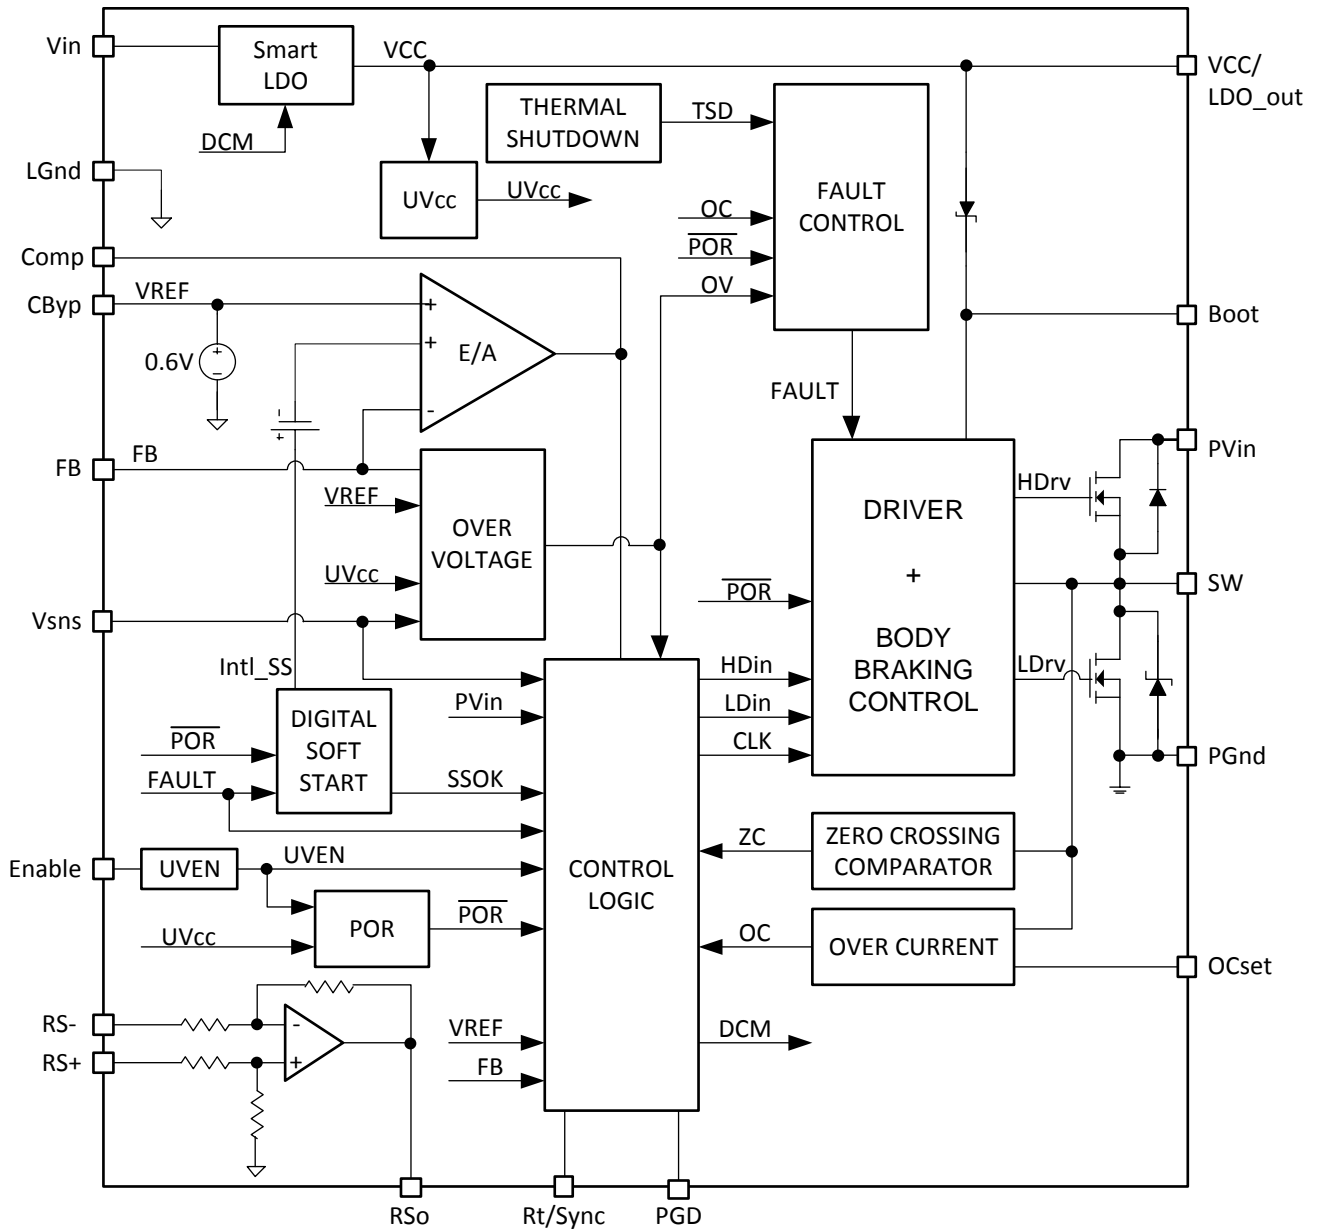 Vin
Smart
LDO
VCC
VCC/
LDO_out
DCM
THERMAL
SHUTDOWN
TSD
LGnd
UVcc
UVcc
OC
POR
OV
FAULT
CONTROL
Comp
CByp
VREF
+
+
-
E/A
0.6V
+
−
-
+
Boot
FAULT
FB
FB
VREF
UVcc
OVER
VOLTAGE
PVin
HDrv
DRIVER
+
BODY
BRAKING
CONTROL
POR
SW
Vsns
Intl_SS
LDrv
HDin
LDin
CLK
PVin
DIGITAL
SOFT
START
POR
FAULT
SSOK
PGnd
Enable
UVEN
UVEN
CONTROL
LOGIC
ZC
ZERO CROSSING
COMPARATOR
POR
POR
UVcc
OC
OVER CURRENT
OCset
RS-
RS+
-
+
VREF
FB
DCM
RSo
Rt/Sync
PGD